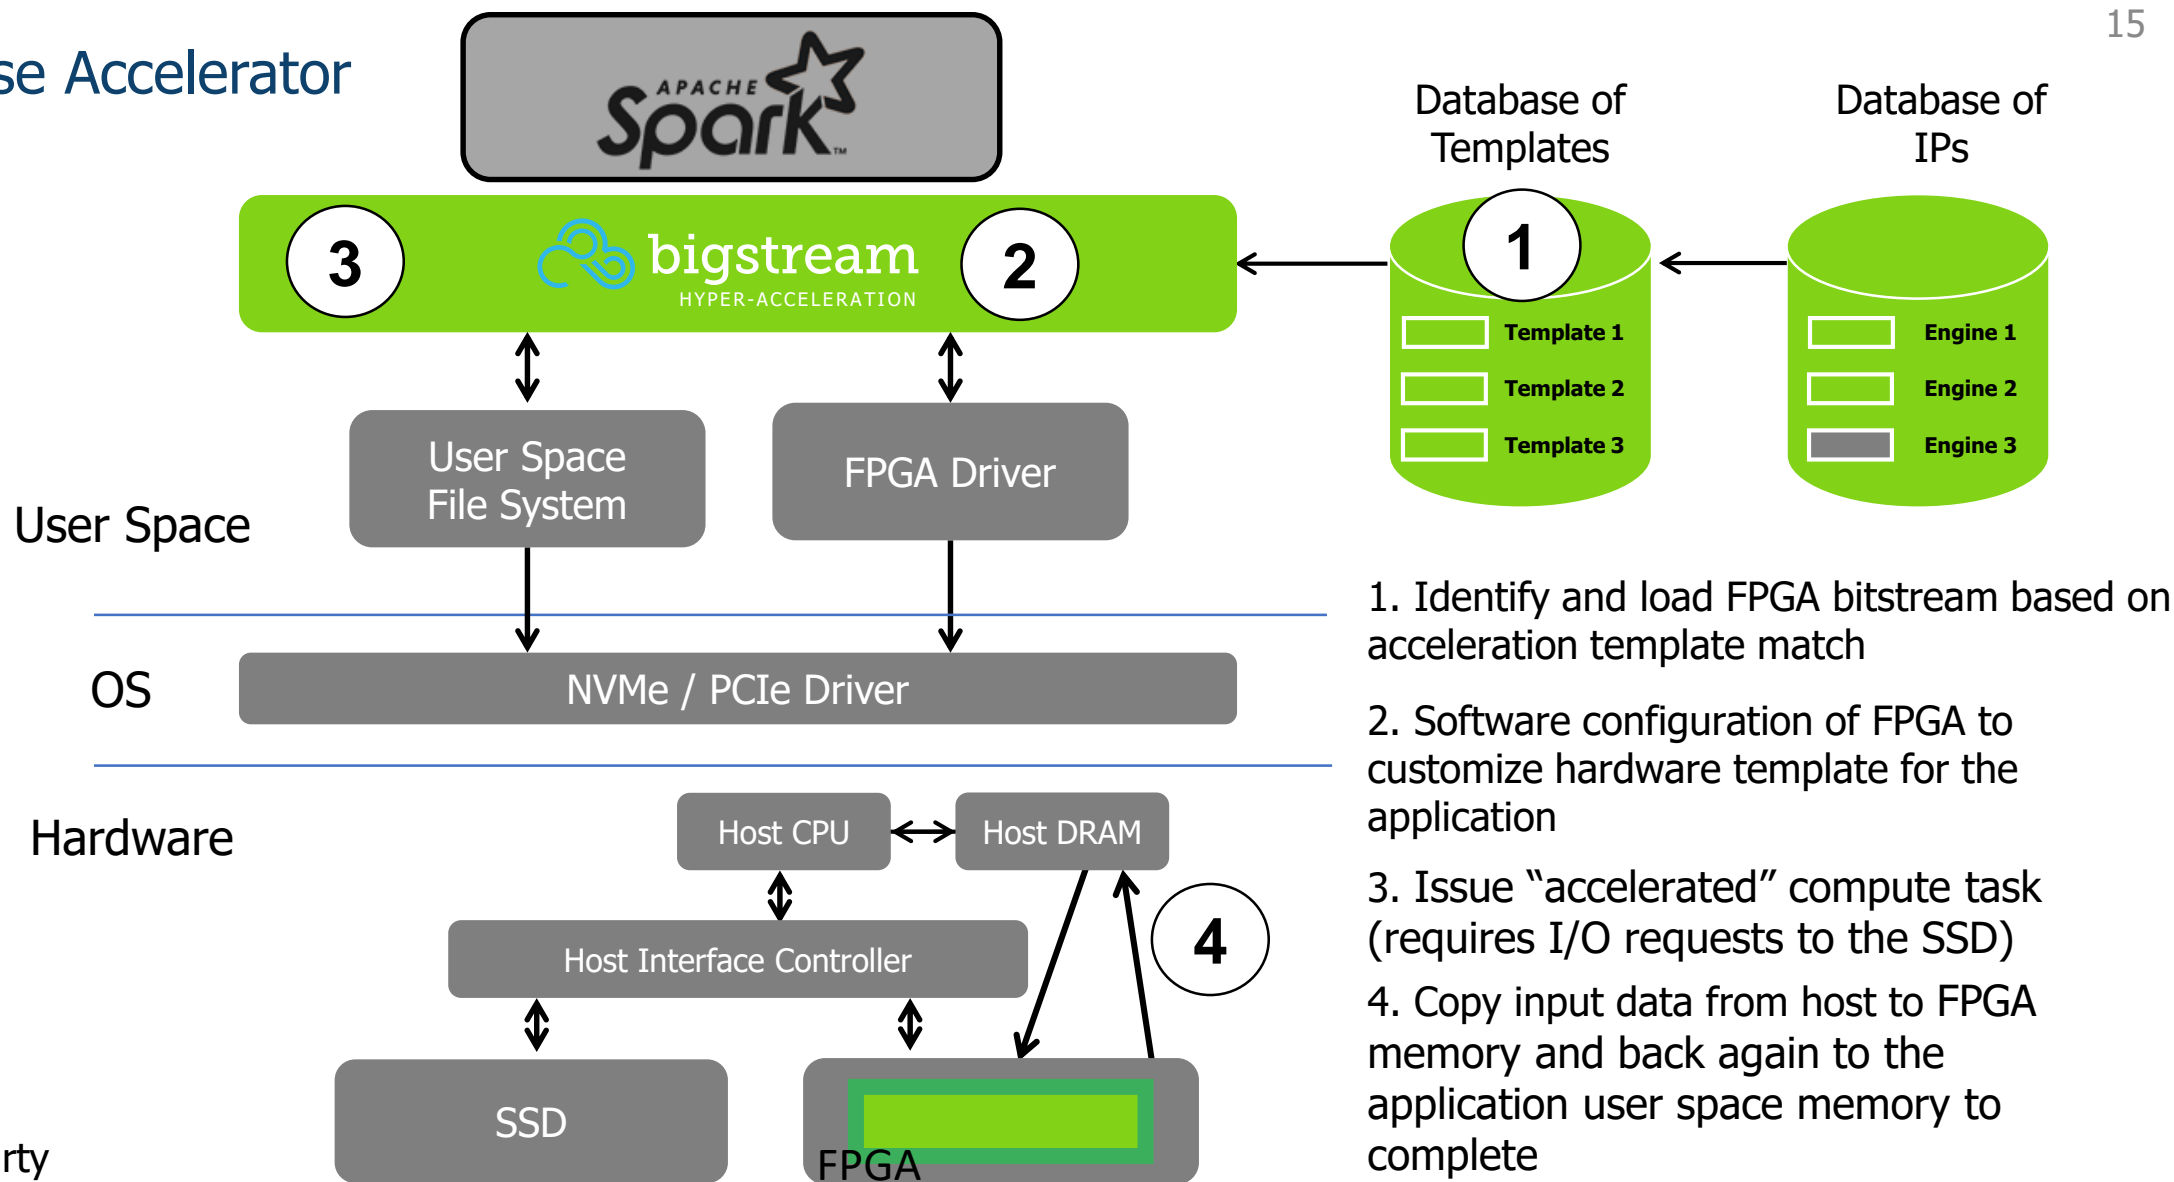 15
se Accelerator
APACHE
Spark™
Database of
Templates
Database of
IPs
3
bigstream
HYPER-ACCELERATION
2
1
Template 1
Template 2
Template 3
Engine 1
Engine 2
Engine 3
User Space
File System
FPGA Driver
User Space
OS
NVMe / PCIe Driver
Hardware
Host CPU
Host DRAM
4
Host Interface Controller
SSD
FPGA
rty
1. Identify and load FPGA bitstream based on
acceleration template match
2. Software configuration of FPGA to
customize hardware template for the
application
3. Issue “accelerated” compute task
(requires I/O requests to the SSD)
4. Copy input data from host to FPGA
memory and back again to the
application user space memory to
complete